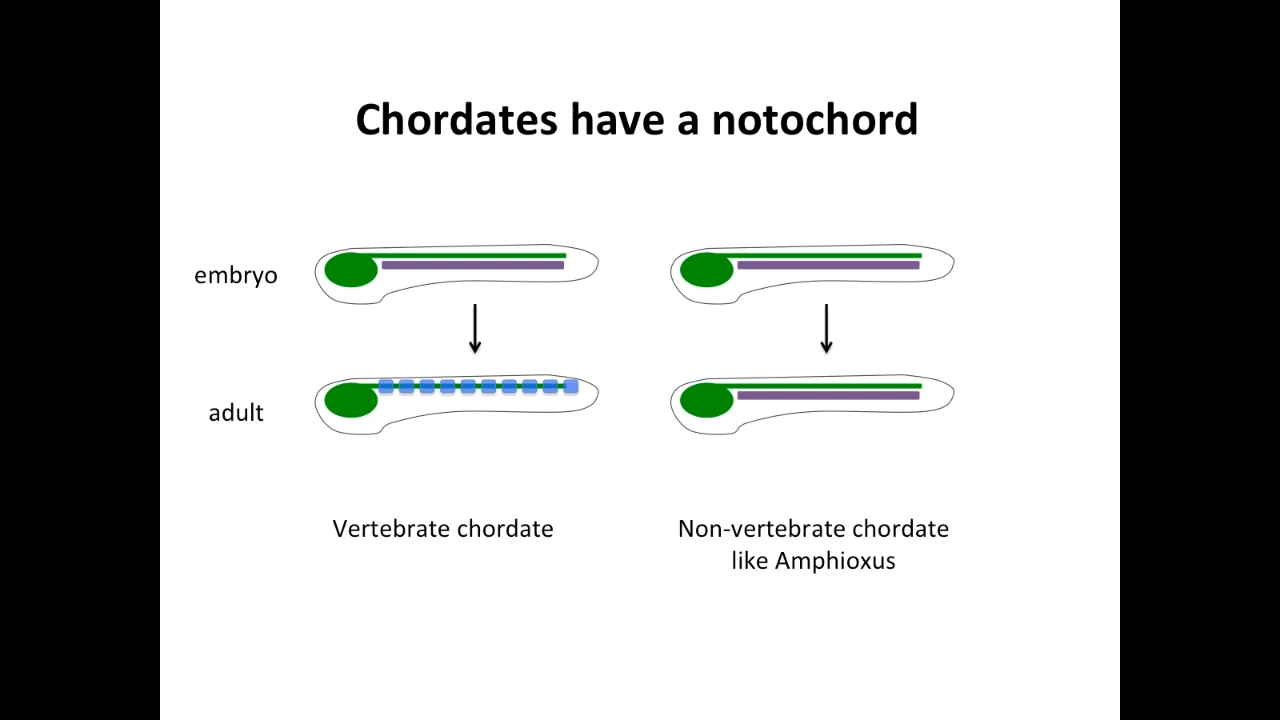 Chordates have a notochord
embryo
adult
Vertebrate chordate
Non-vertebrate chordate
like Amphioxus